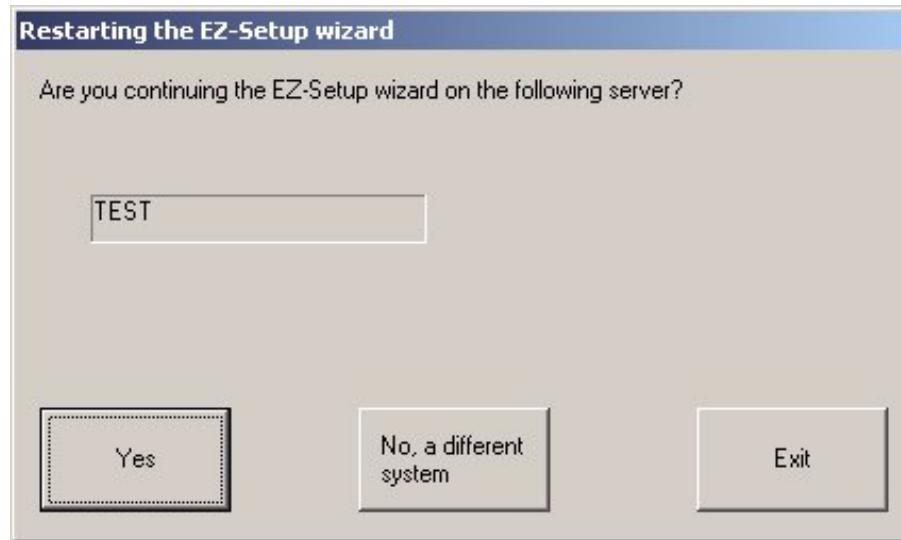 Restarting the EZ-Setup wizard
Are you continuing the EZ-Setup wizard on the following server?
TEST
Yes
No, a different
system
Exit